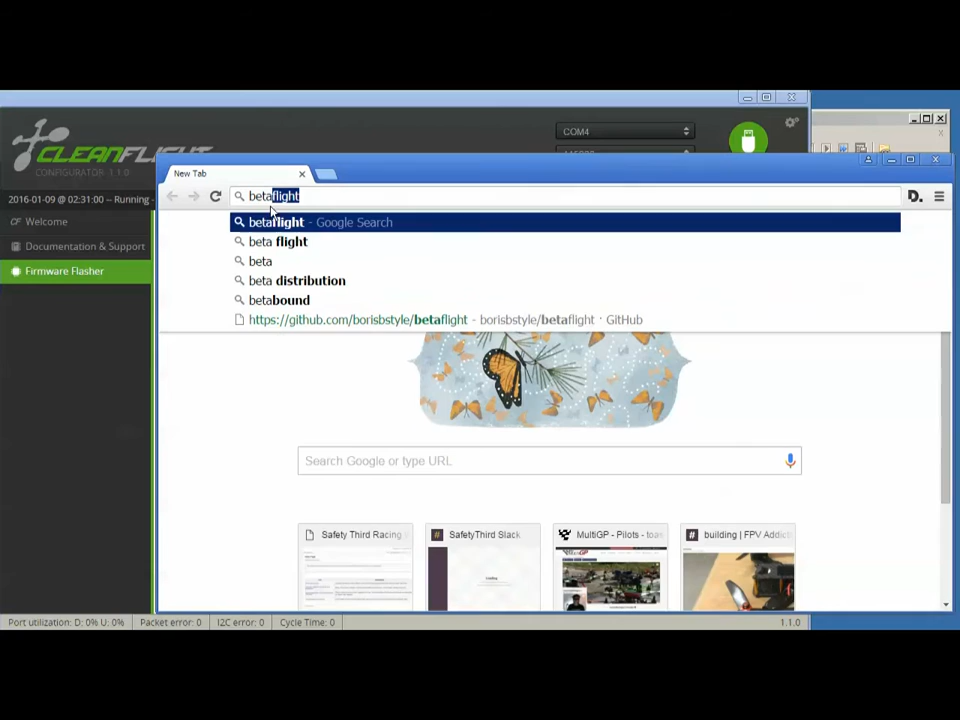 COM4
CLEANFLIGHT
CONFIGURATOR 1.1.0
New Tab
betaflight
2016-01-09 @ 02:31:00 -- Running -
Welcome
Documentation & Support
Firmware Flasher
betaflight - Google Search
beta flight
beta
beta distribution
betabound
https://github.com/borisbstyle/betaflight - borisbstyle/betaflight · GitHub
Search Google or type URL
Safety Third Racing
SafetyThird Slack
MultiGP - Pilots - toas
building | FPV Addict
Port utilization: D: 0% U: 0%
Packet error: 0
I2C error: 0
Cycle Time: 0
1.1.0